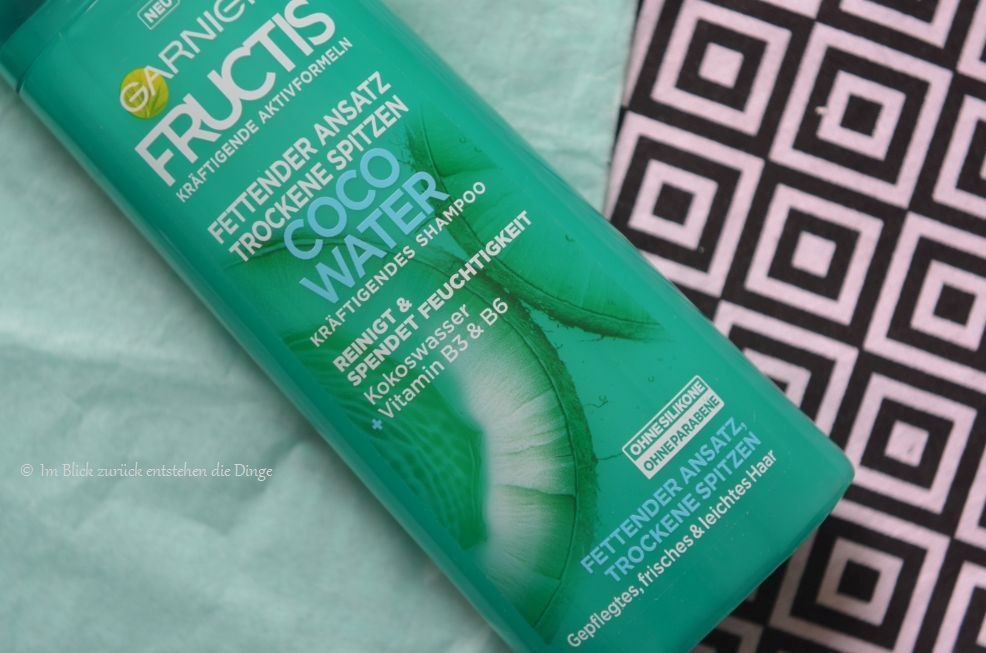 NEU
GARNIER
FRUCTIS
KRÄFTIGENDE AKTIVFORMELN
FETTENDER ANSATZ
TROCKENE SPITZEN
COCO
WATER
KRÄFTIGENDES SHAMPOO
REINIGT &
SPENDET FEUCHTIGKEIT
Kokoswasser
+ Vitamin B3 & B6
OHNE SILIKONE
OHNE PARABENE
FETTENDER ANSATZ,
TROCKENE SPITZEN
Gepflegtes, frisches & leichtes Haar
© Im Blick zurück entstehen die Dinge